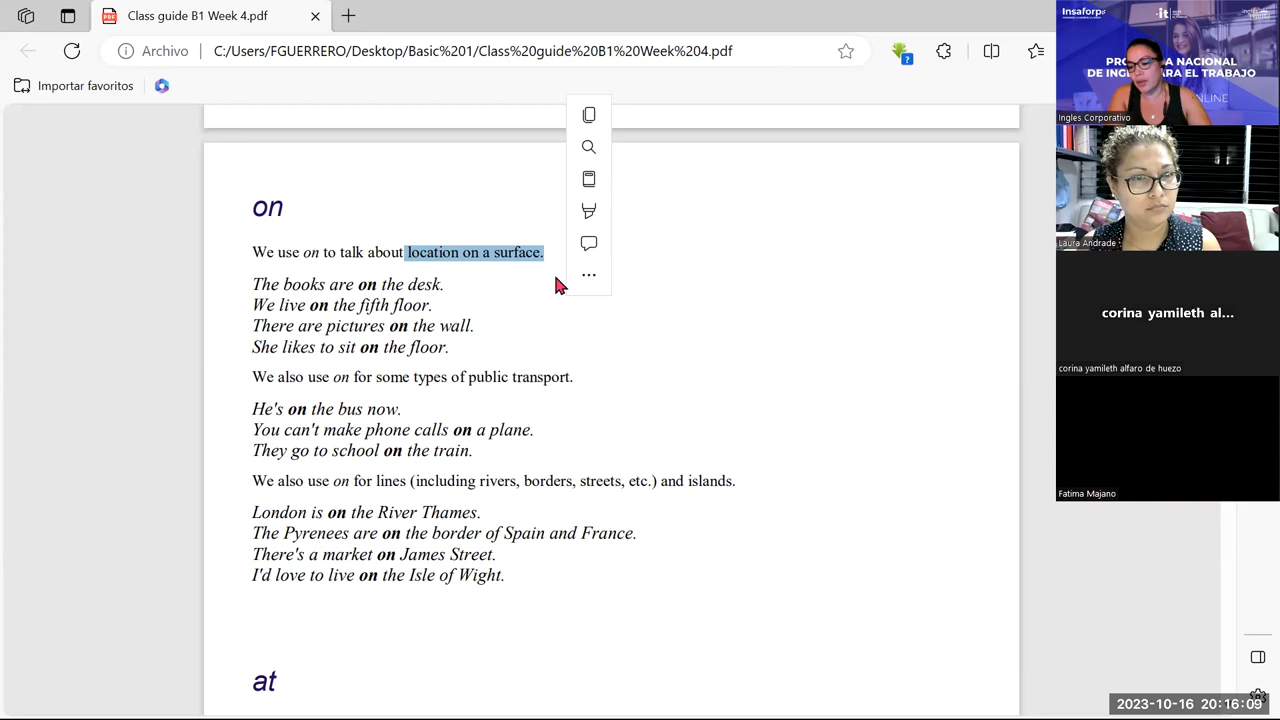 Class guide B1 Week 4.pdf
Archivo
C:/Users/FGUERRERO/Desktop/Basic%201/Class%20guide%20B1%20Week%204.pdf
Importar favoritos
on
We use on to talk about location on a surface.
The books are on the desk.
We live on the fifth floor.
There are pictures on the wall.
She likes to sit on the floor.
We also use on for some types of public transport.
He's on the bus now.
You can't make phone calls on a plane.
They go to school on the train.
We also use on for lines (including rivers, borders, streets, etc.) and islands.
London is on the River Thames.
The Pyrenees are on the border of Spain and France.
There's a market on James Street.
I'd love to live on the Isle of Wight.
at
Insaforp
DE INGLÉS PARA EL TRABAJO
Ingles Corporativo
Laura Andrade
corina yamileth al...
corina yamileth alfaro de huezo
Fatima Majano
2023-10-16 20:16:09